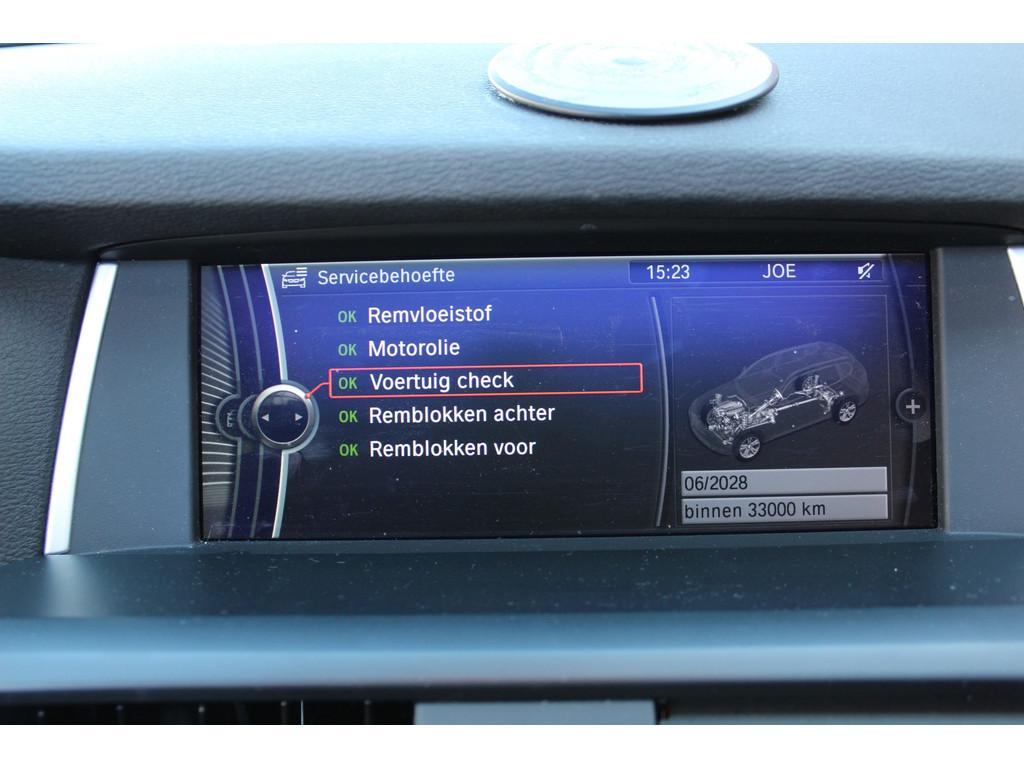 Servicebehoefte
15:23 JOE
OK Remvloeistof
OK Motorolie
OK Voertuig check
OK Remblokken achter
OK Remblokken voor
06/2028
binnen 33000 km